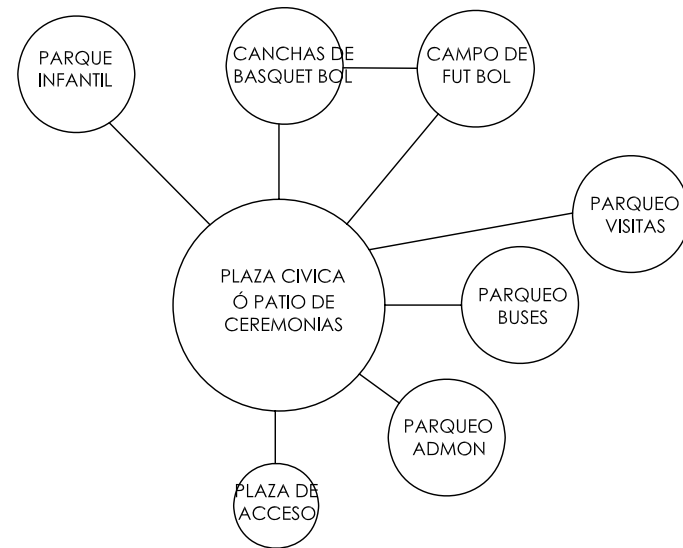 PARQUE
INFANTIL
CANCHAS DE
BASQUET BOL
CAMPO DE
FUT BOL
PARQUEO
VISITAS
PLAZA CIVICA
Ó PATIO DE
CEREMONIAS
PARQUEO
BUSES
PARQUEO
ADMON
PLAZA DE
ACCESO